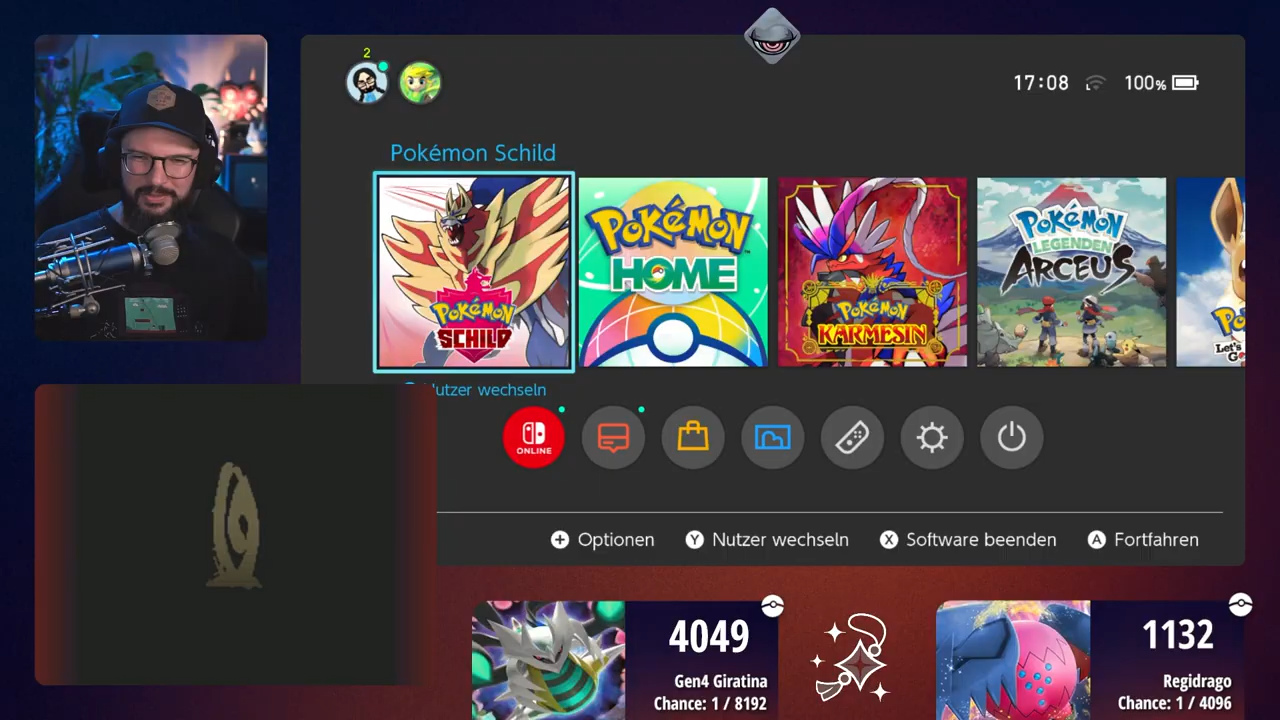 2
17:08
100%
Pokémon Schild
POKéMON
SCHILD
POKéMON
HOME
POKéMON
KARMESIN
POKéMON
LEGENDEN
ARCEUS
Let's
Nutzer wechseln
ONLINE
+ Optionen
Y Nutzer wechseln
X Software beenden
A Fortfahren
4049
Gen4 Giratina
Chance: 1 / 8192
1132
Regidrago
Chance: 1 / 4096